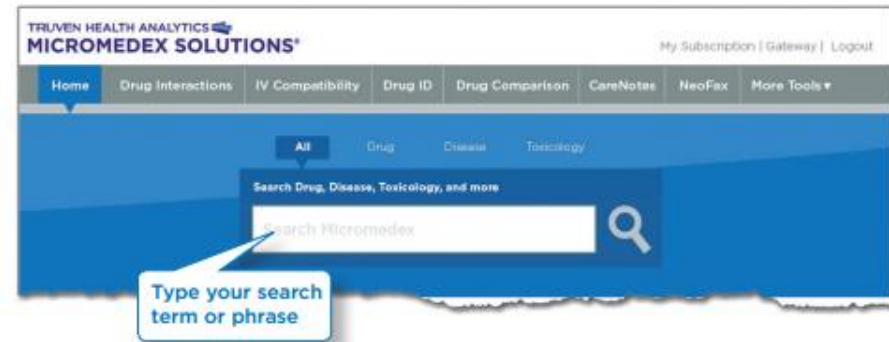 TRUVEN HEALTH ANALYTICS
MICROMEDEX SOLUTIONS®
My Subscription | Gateway | Logout
Home Drug Interactions IV Compatibility Drug ID Drug Comparison CareNotes NeoFax More Tools ▾
All Drug Disease Toxicology
Search Drug, Disease, Toxicology, and more
Search Micromedex
Type your search
term or phrase